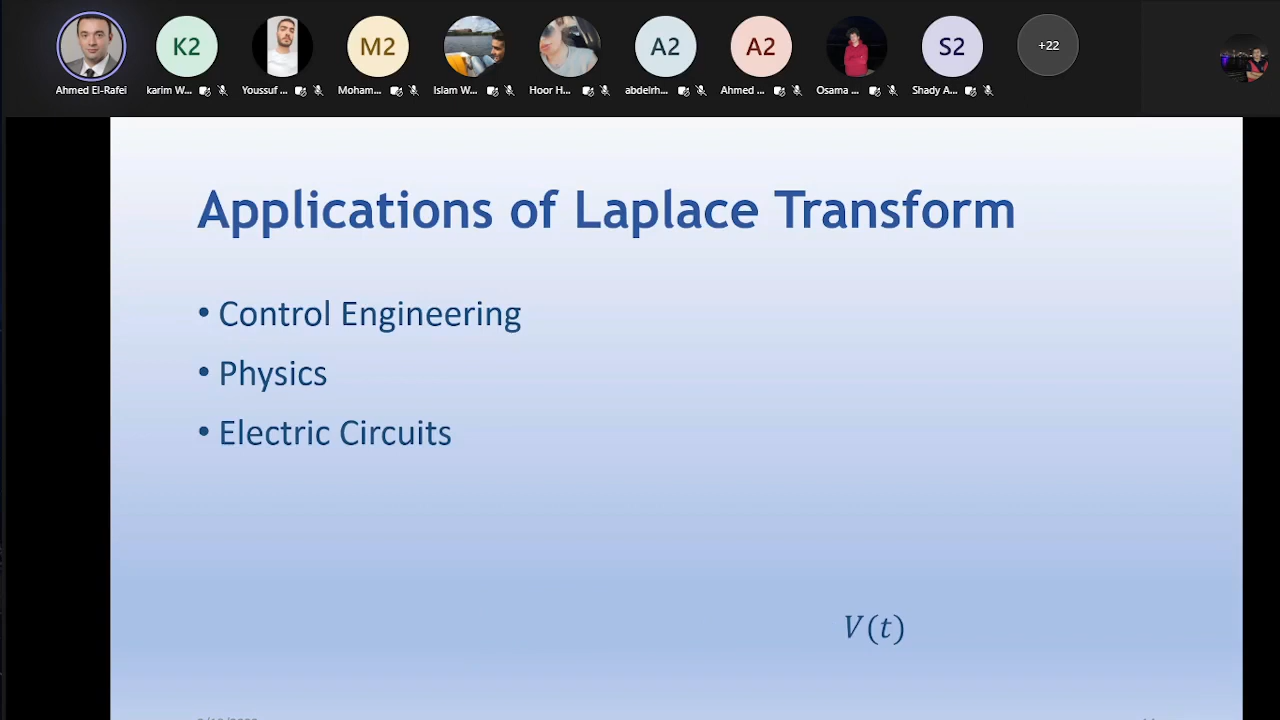 K2 M2 A2 A2 S2 +22
Ahmed El-Rafei karim W... Youssuf ... Moham... Islam W... Hoor H... abdelrh... Ahmed ... Osama ... Shady A...
Applications of Laplace Transform
• Control Engineering
• Physics
• Electric Circuits
V(t)